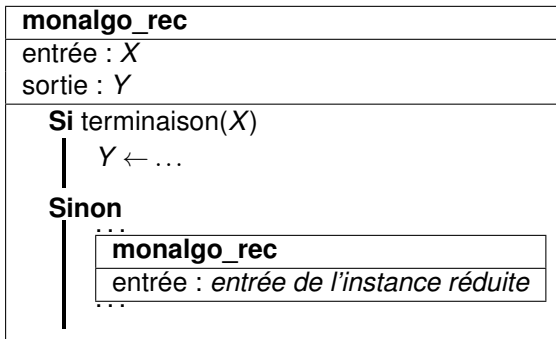 monalgo_rec
entrée : X
sortie : Y
Si terminaison(X)
Y ← ...
Sinon
...
monalgo_rec
entrée : entrée de l'instance réduite
...